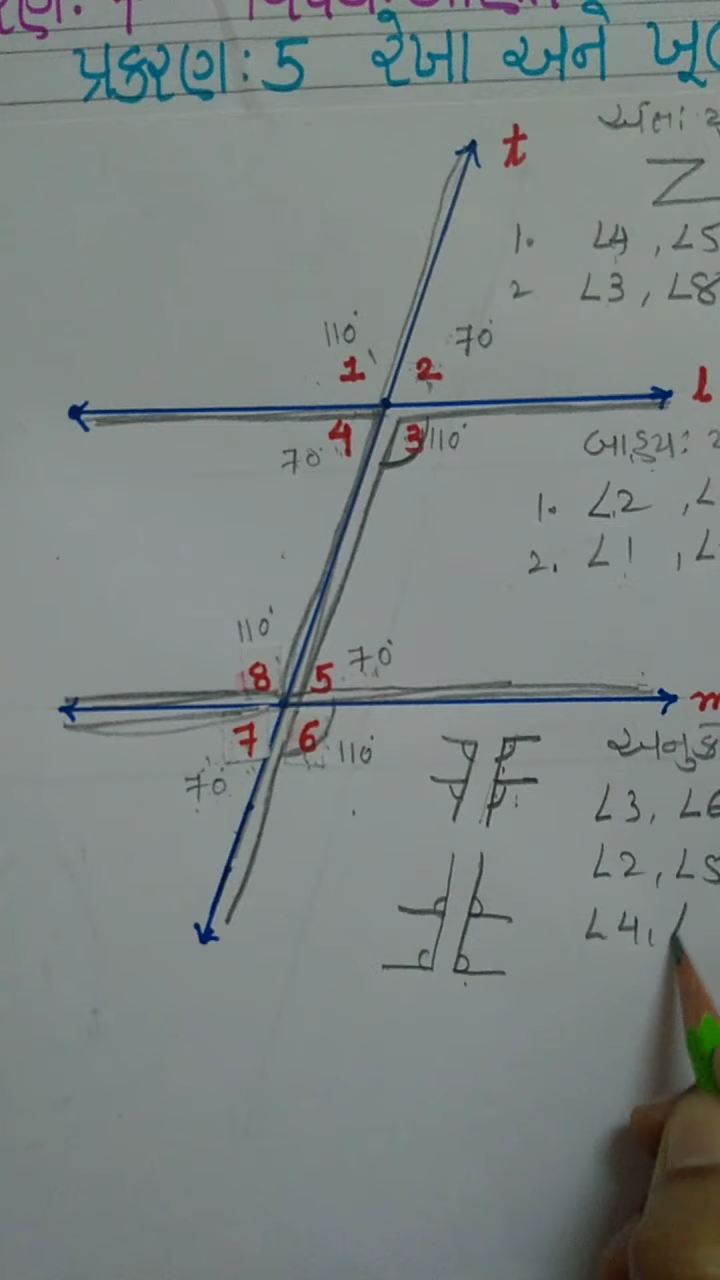 પ્રકરણ: 5 રેખા અને
t
Z
1. ∠4, ∠5
2 ∠3, ∠8
110° 70°
1 2
l
4 3
70° 110°
બાહ્ય:
1. ∠2, ∠
2. ∠1, ∠
110° 70°
8 5
m
7 6
70° 110°
∠3, ∠6
∠2, ∠5
∠4, ∠